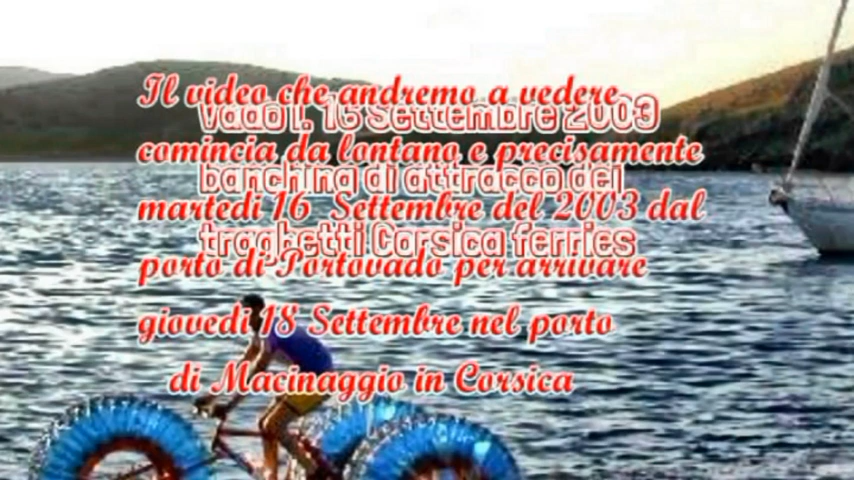 Il video che andremo a vedere
Vado l. 16 Settembre 2003
comincia da lontano e precisamente
banchina di attracco dei
martedi 16 Settembre del 2003 dal
traghetti Corsica ferries
porto di Portovado per arrivare
giovedi 18 Settembre nel porto
di Macinaggio in Corsica